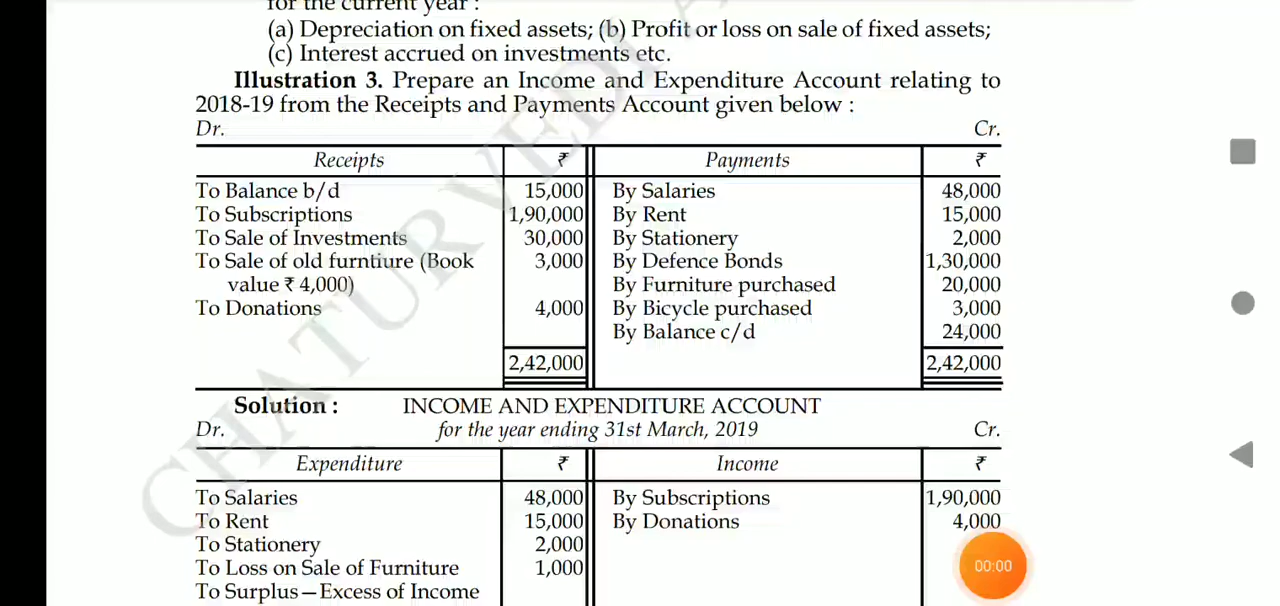 for the current year :
(a) Depreciation on fixed assets; (b) Profit or loss on sale of fixed assets;
(c) Interest accrued on investments etc.
Illustration 3. Prepare an Income and Expenditure Account relating to
2018-19 from the Receipts and Payments Account given below :
Dr. Cr.
Receipts ₹ Payments ₹
To Balance b/d 15,000 By Salaries 48,000
To Subscriptions 1,90,000 By Rent 15,000
To Sale of Investments 30,000 By Stationery 2,000
To Sale of old furntiure (Book 3,000 By Defence Bonds 1,30,000
value ₹ 4,000) By Furniture purchased 20,000
To Donations 4,000 By Bicycle purchased 3,000
By Balance c/d 24,000
2,42,000 2,42,000
Solution : INCOME AND EXPENDITURE ACCOUNT
Dr. for the year ending 31st March, 2019 Cr.
Expenditure ₹ Income ₹
To Salaries 48,000 By Subscriptions 1,90,000
To Rent 15,000 By Donations 4,000
To Stationery 2,000
To Loss on Sale of Furniture 1,000
To Surplus—Excess of Income
CHATURVEDI
00:00